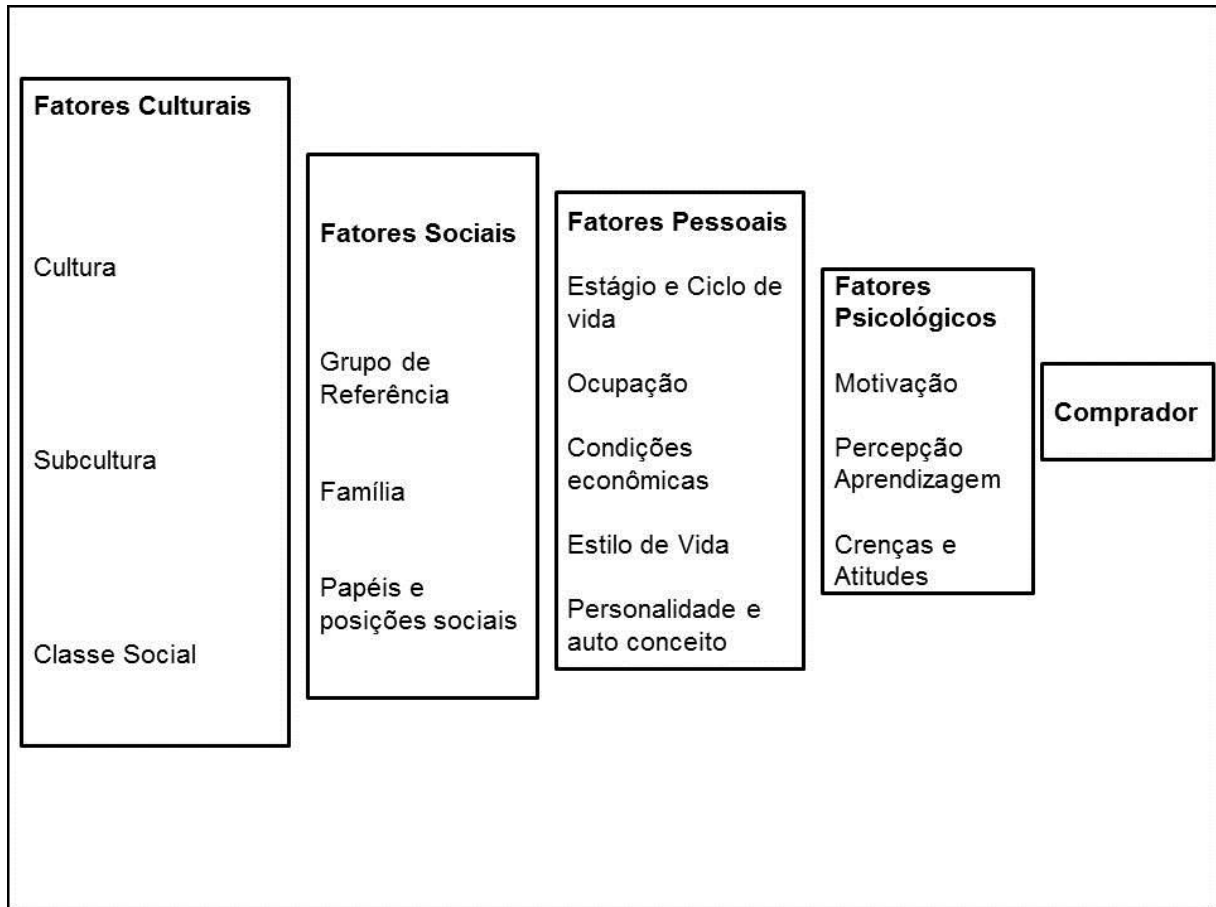 Fatores Culturais
Cultura
Subcultura
Classe Social
Fatores Sociais
Grupo de
Referência
Família
Papéis e
posições sociais
Fatores Pessoais
Estágio e Ciclo de
vida
Ocupação
Condições
econômicas
Estilo de Vida
Personalidade e
auto conceito
Fatores
Psicológicos
Motivação
Percepção
Aprendizagem
Crenças e
Atitudes
Comprador